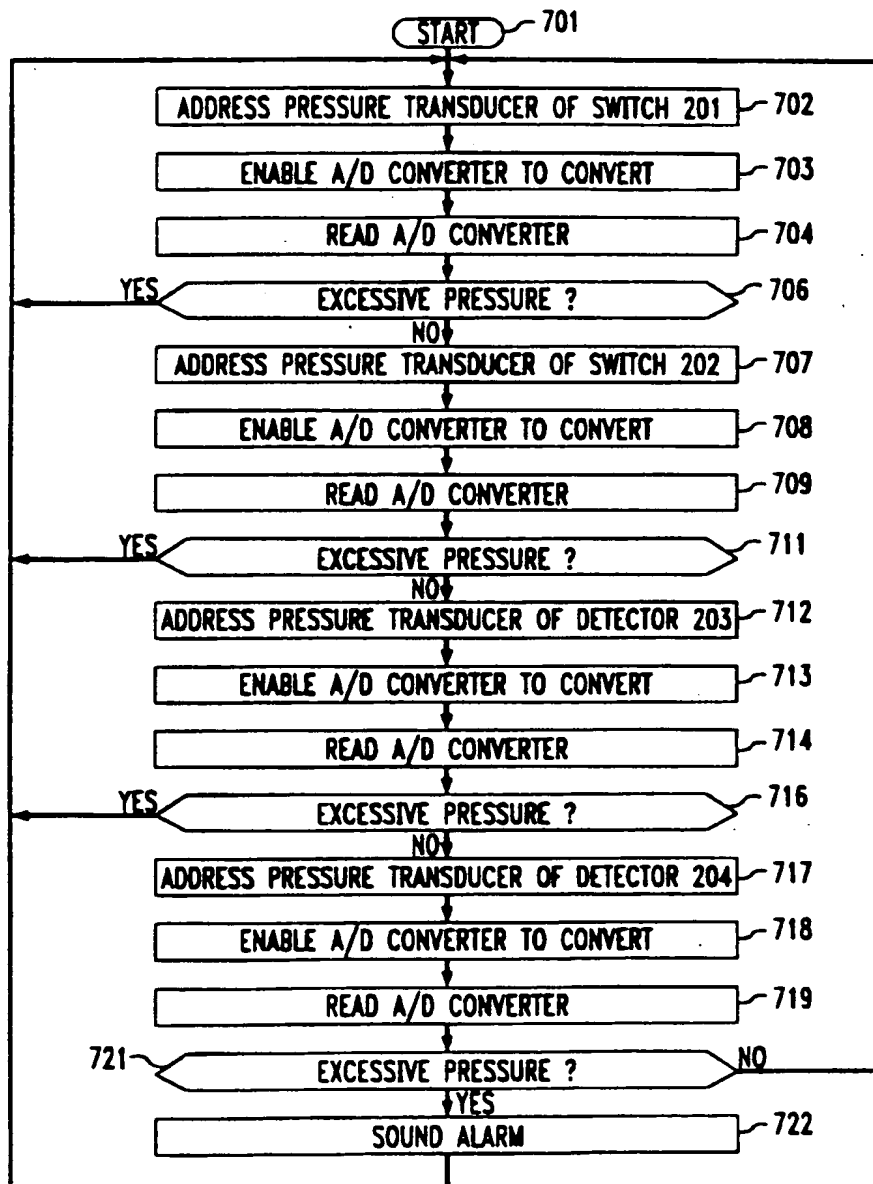 START 701
ADDRESS PRESSURE TRANSDUCER OF SWITCH 201 702
ENABLE A/D CONVERTER TO CONVERT 703
READ A/D CONVERTER 704
YES EXCESSIVE PRESSURE ? 706
NO
ADDRESS PRESSURE TRANSDUCER OF SWITCH 202 707
ENABLE A/D CONVERTER TO CONVERT 708
READ A/D CONVERTER 709
YES EXCESSIVE PRESSURE ? 711
NO
ADDRESS PRESSURE TRANSDUCER OF DETECTOR 203 712
ENABLE A/D CONVERTER TO CONVERT 713
READ A/D CONVERTER 714
YES EXCESSIVE PRESSURE ? 716
NO
ADDRESS PRESSURE TRANSDUCER OF DETECTOR 204 717
ENABLE A/D CONVERTER TO CONVERT 718
READ A/D CONVERTER 719
721 EXCESSIVE PRESSURE ? NO
YES
SOUND ALARM 722